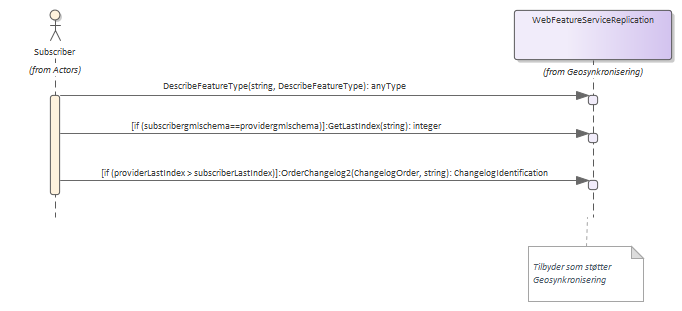 Subscriber
(from Actors)
WebFeatureServiceReplication
(from Geosynkronisering)
DescribeFeatureType(string, DescribeFeatureType): anyType
[if (subscribergmlschema==providergmlschema)]:GetLastIndex(string): integer
[if (providerLastIndex > subscriberLastIndex)]:OrderChangelog2(ChangelogOrder, string): ChangelogIdentification
Tilbyder som støtter
Geosynkronisering